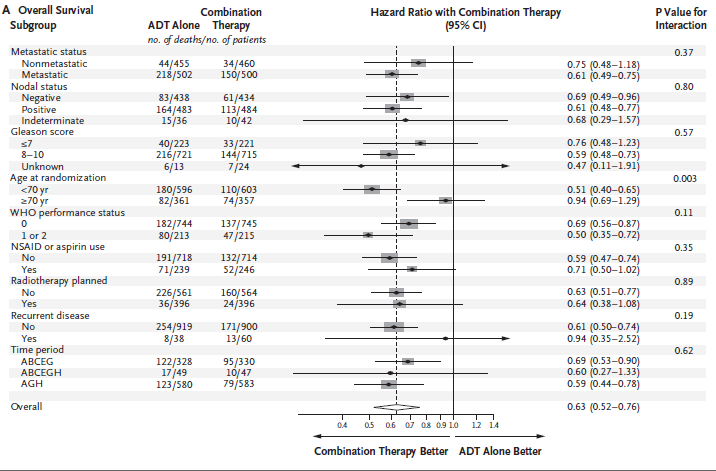 A Overall Survival
Subgroup ADT Alone Combination Therapy Hazard Ratio with Combination Therapy (95% CI) P Value for Interaction
no. of deaths/no. of patients
Metastatic status 0.37
Nonmetastatic 44/455 34/460 0.75 (0.48–1.18)
Metastatic 218/502 150/500 0.61 (0.49–0.75)
Nodal status 0.80
Negative 83/438 61/434 0.69 (0.49–0.96)
Positive 164/483 113/484 0.61 (0.48–0.77)
Indeterminate 15/36 10/42 0.68 (0.29–1.57)
Gleason score 0.57
≤7 40/223 33/221 0.76 (0.48–1.23)
8–10 216/721 144/715 0.59 (0.48–0.73)
Unknown 6/13 7/24 0.47 (0.11–1.91)
Age at randomization 0.003
<70 yr 180/596 110/603 0.51 (0.40–0.65)
≥70 yr 82/361 74/357 0.94 (0.69–1.29)
WHO performance status 0.11
0 182/744 137/745 0.69 (0.56–0.87)
1 or 2 80/213 47/215 0.50 (0.35–0.72)
NSAID or aspirin use 0.35
No 191/718 132/714 0.59 (0.47–0.74)
Yes 71/239 52/246 0.71 (0.50–1.02)
Radiotherapy planned 0.89
No 226/561 160/564 0.63 (0.51–0.77)
Yes 36/396 24/396 0.64 (0.38–1.08)
Recurrent disease 0.19
No 254/919 171/900 0.61 (0.50–0.74)
Yes 8/38 13/60 0.94 (0.35–2.52)
Time period 0.62
ABCEG 122/328 95/330 0.69 (0.53–0.90)
ABCEGH 17/49 10/47 0.60 (0.27–1.33)
AGH 123/580 79/583 0.59 (0.44–0.78)
Overall 0.63 (0.52–0.76)
0.4 0.5 0.6 0.7 0.8 0.9 1.0 1.2 1.4
Combination Therapy Better ADT Alone Better